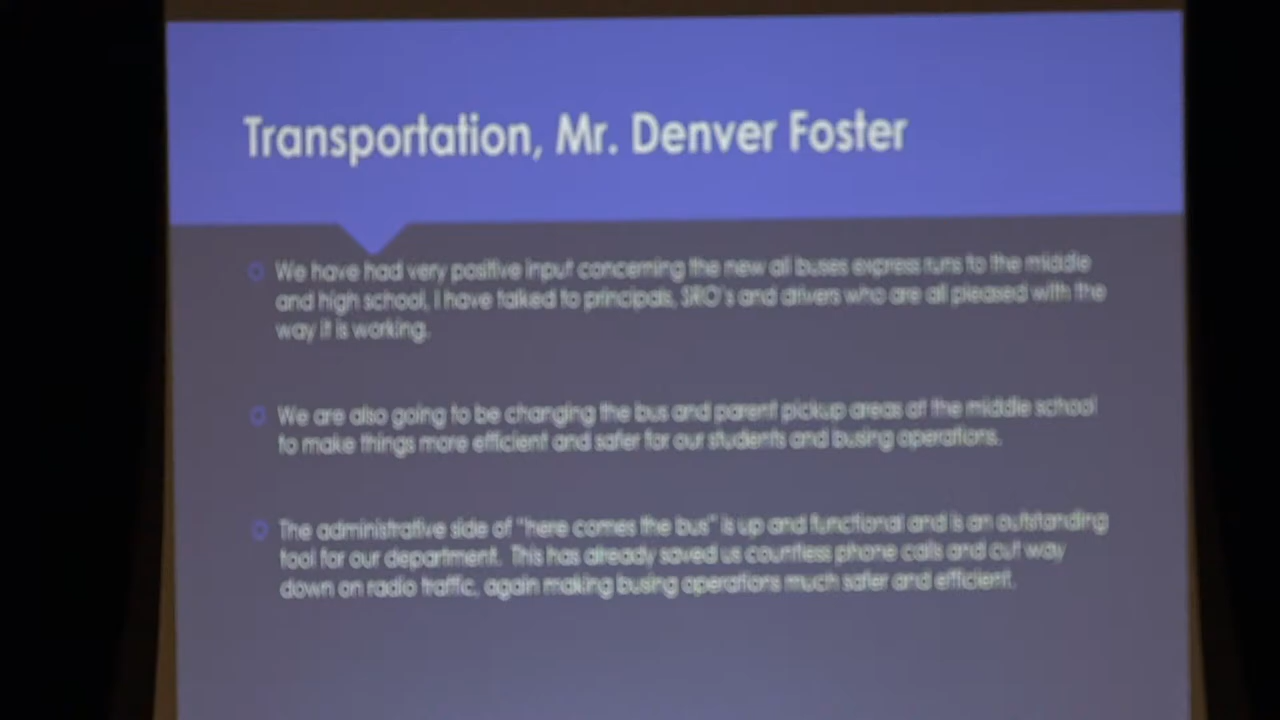 Transportation, Mr. Denver Foster
We have had very positive input concerning the new all buses express runs to the middle
and high school, I have talked to principals, SRO's and drivers who are all pleased with the
way it is working.
We are also going to be changing the bus and parent pickup areas at the middle school
to make things more efficient and safer for our students and busing operations.
The administrative side of "here comes the bus" is up and functional and is an outstanding
tool for our department. This has already saved us countless phone calls and cut way
down on radio traffic, again making busing operations much safer and efficient.